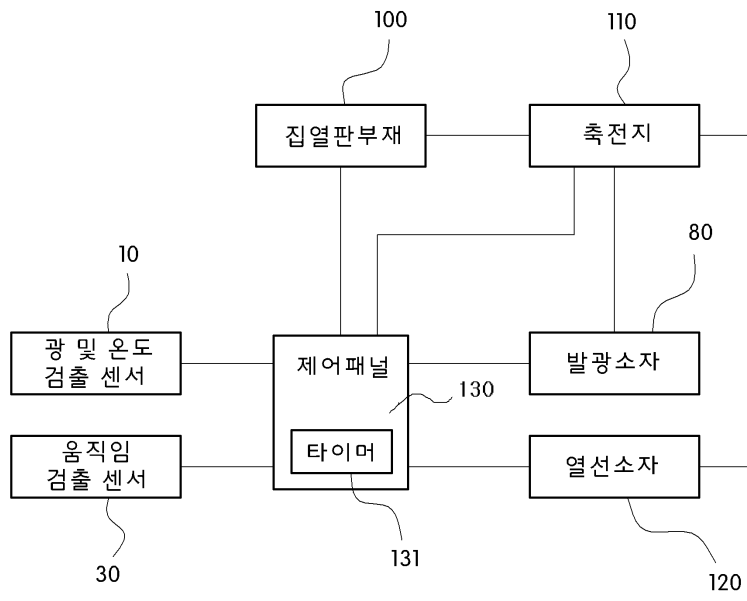 100
110
집열판부재
축전지
80
10
광 및 온도
검출 센서
제어패널
발광소자
130
움직임
검출 센서
타이머
열선소자
30
131
120